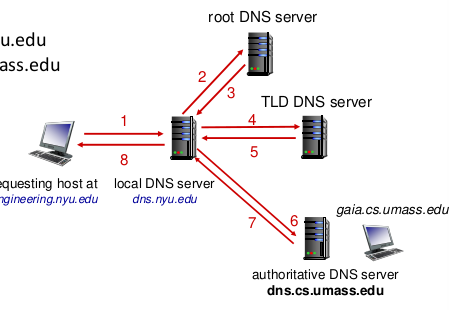 root DNS server
u.edu
mass.edu
2
3
TLD DNS server
1
4
8
5
equesting host at
ngineering.nyu.edu
local DNS server
dns.nyu.edu
6
7
gaia.cs.umass.edu
authoritative DNS server
dns.cs.umass.edu